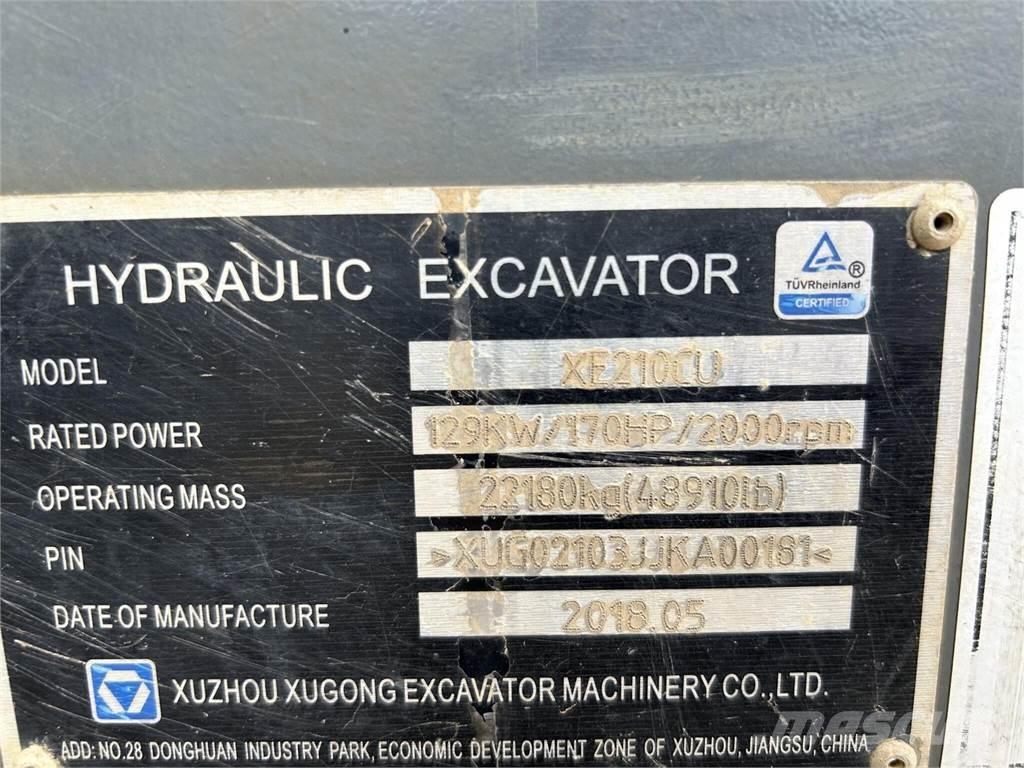 HYDRAULIC EXCAVATOR
TÜVRheinland ®
CERTIFIED
MODEL XE210CU
RATED POWER 129KW/170HP/2000rpm
OPERATING MASS 22180kg(48910lb)
PIN >XUG02103JJKA00161<
DATE OF MANUFACTURE 2018.05
XUZHOU XUGONG EXCAVATOR MACHINERY CO.,LTD.
ADD: NO.28 DONGHUAN INDUSTRY PARK, ECONOMIC DEVELOPMENT ZONE OF XUZHOU, JIANGSU, CHINA
mascus